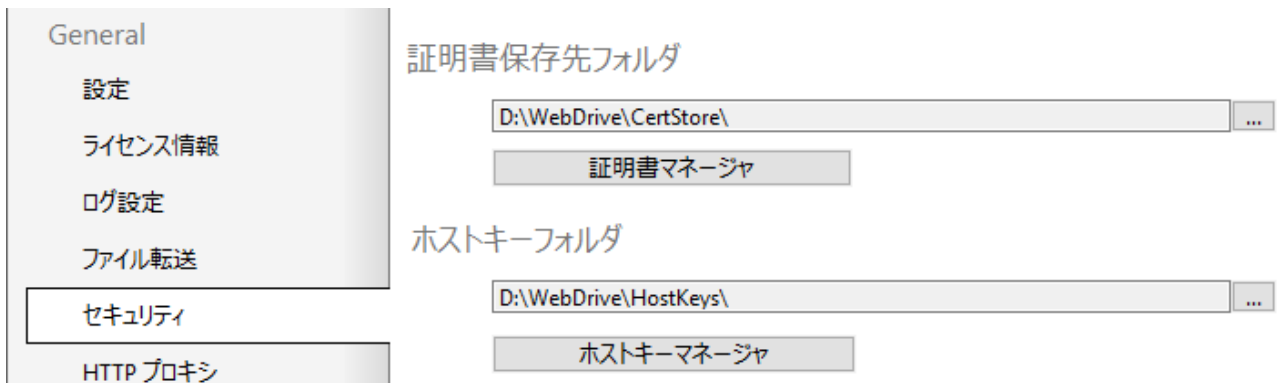 General
設定
ライセンス情報
ログ設定
ファイル転送
セキュリティ
HTTP プロキシ
証明書保存先フォルダ
D:\WebDrive\CertStore\
...
証明書マネージャ
ホストキーフォルダ
D:\WebDrive\HostKeys\
...
ホストキーマネージャ